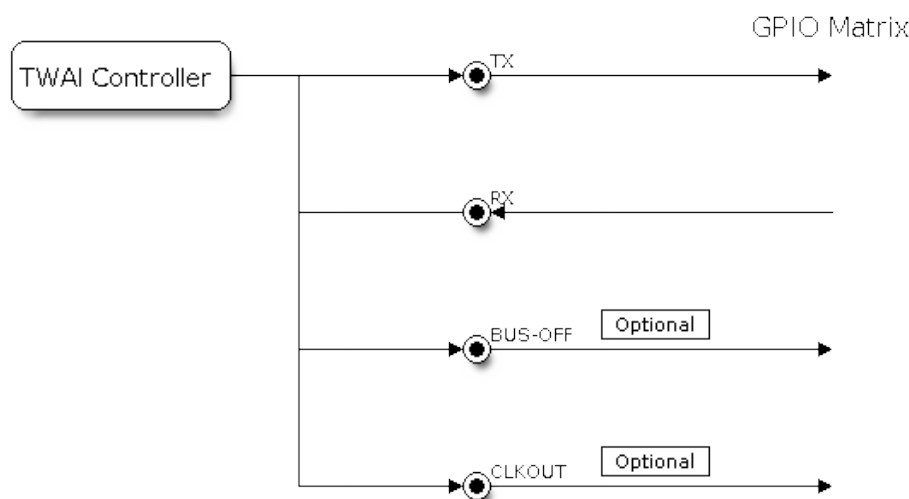 GPIO Matrix
TWAI Controller
TX
RX
BUS-OFF
Optional
CLKOUT
Optional